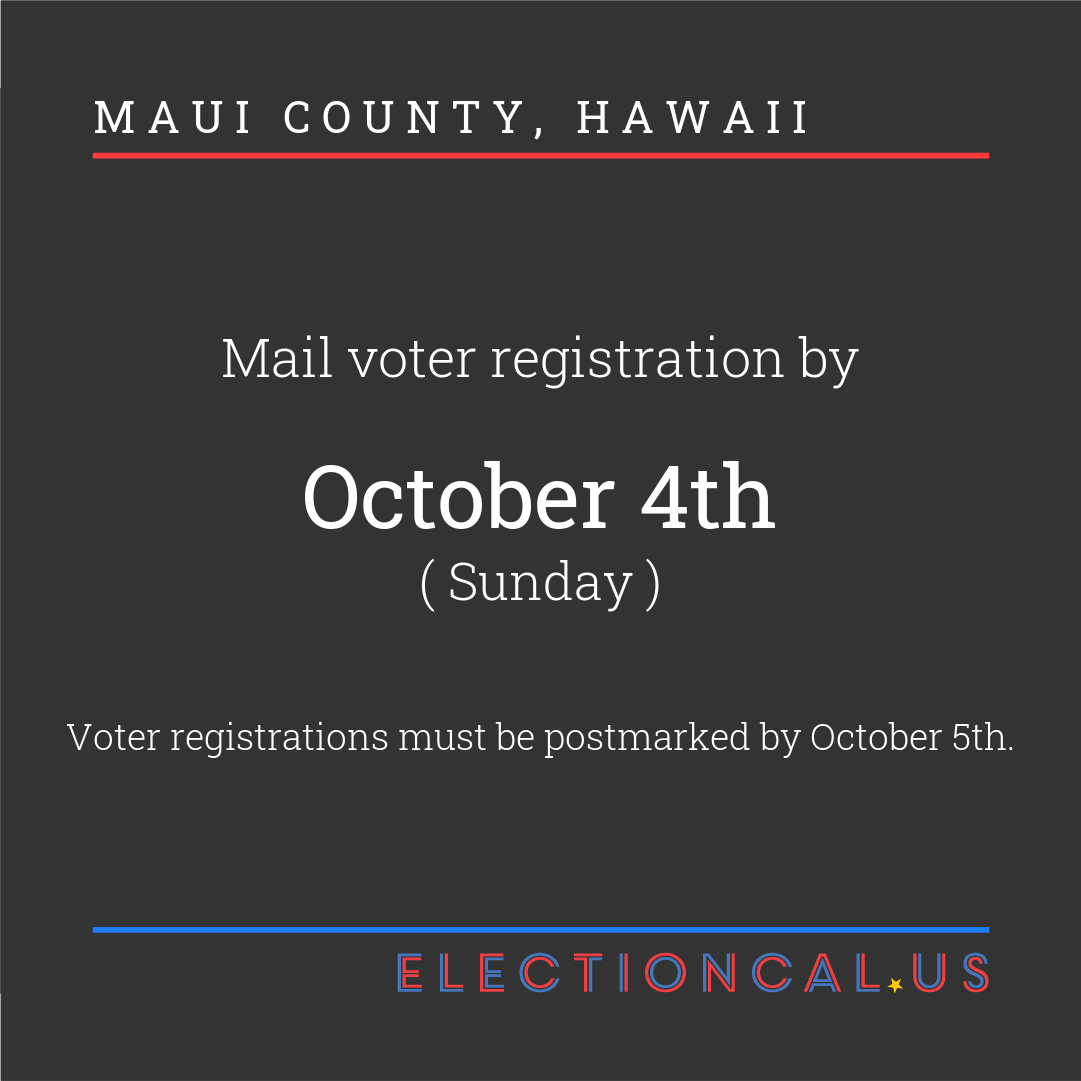 MAUI COUNTY, HAWAII
Mail voter registration by
October 4th
( Sunday )
Voter registrations must be postmarked by October 5th.
ELECTIONCAL.US